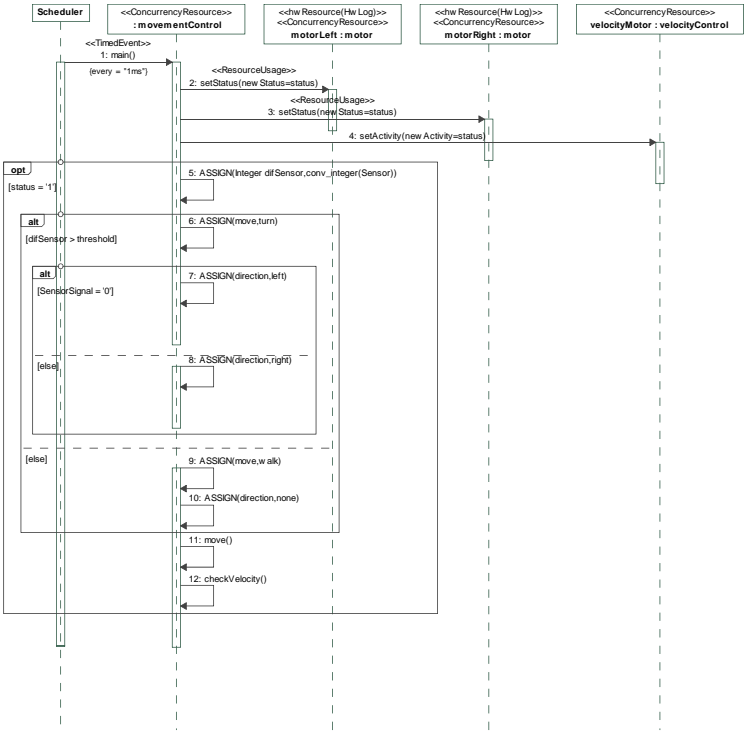 Scheduler
<<ConcurrencyResource>>
: movementControl
<<hw Resource(Hw Log)>>
<<ConcurrencyResource>>
motorLeft : motor
<<hw Resource(Hw Log)>>
<<ConcurrencyResource>>
motorRight : motor
<<ConcurrencyResource>>
velocityMotor : velocityControl
<<TimedEvent>>
1: main()
{every = "1ms"}
<<ResourceUsage>>
2: setStatus(new Status=status)
<<ResourceUsage>>
3: setStatus(new Status=status)
4: setActivity(new Activity=status)
opt
[status = '1']
5: ASSIGN(Integer difSensor,conv_integer(Sensor))
alt
6: ASSIGN(move,turn)
[difSensor > threshold]
alt
7: ASSIGN(direction,left)
[SensorSignal = '0']
8: ASSIGN(direction,right)
[else]
[else]
9: ASSIGN(move,walk)
10: ASSIGN(direction,none)
11: move()
12: checkVelocity()